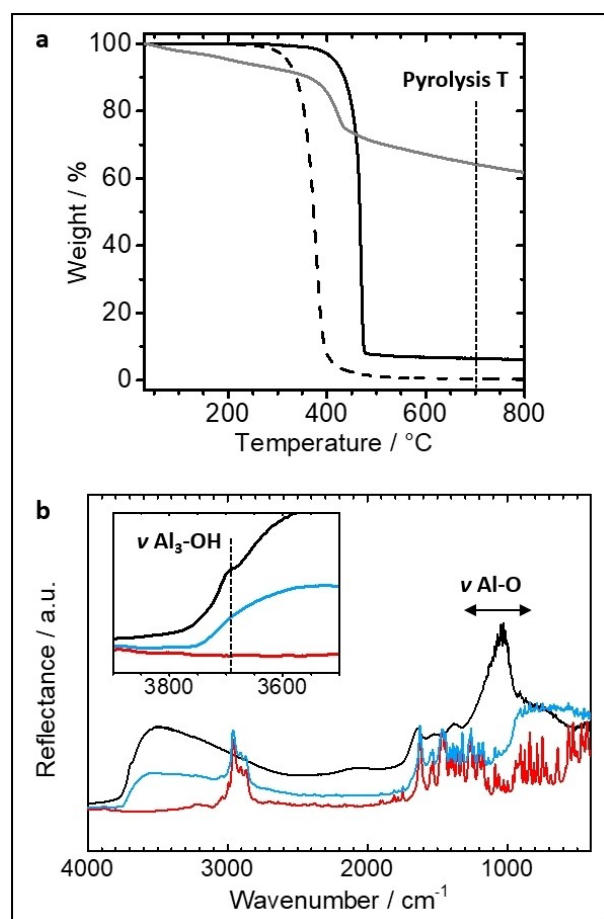 a
100
80
60
40
20
0
Weight / %
Pyrolysis T
200 400 600 800
Temperature / °C
b
ν Al₃-OH
3800 3600
ν Al-O
Reflectance / a.u.
4000 3000 2000 1000
Wavenumber / cm⁻¹